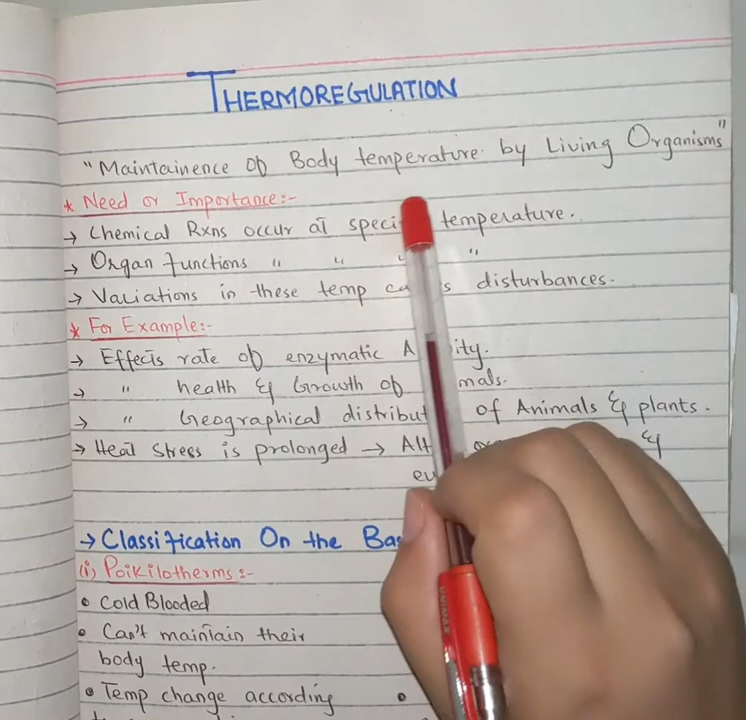 THERMOREGULATION
"Maintainence of Body temperature by Living Organisms"
* Need or Importance:-
→ Chemical Rxns occur at temperature.
→ Organ functions " " " "
→ Variations in these temp disturbances.
* For Example:-
→ Effects rate of enzymatic
→ " health & Growth of
→ " Geographical of Animals & plants.
→ Heat Stress is prolonged → &
→ Classification On the
(i) Poikilotherms:-
• Cold Blooded
• Can't maintain their
body temp.
• Temp change according
UNIMAX